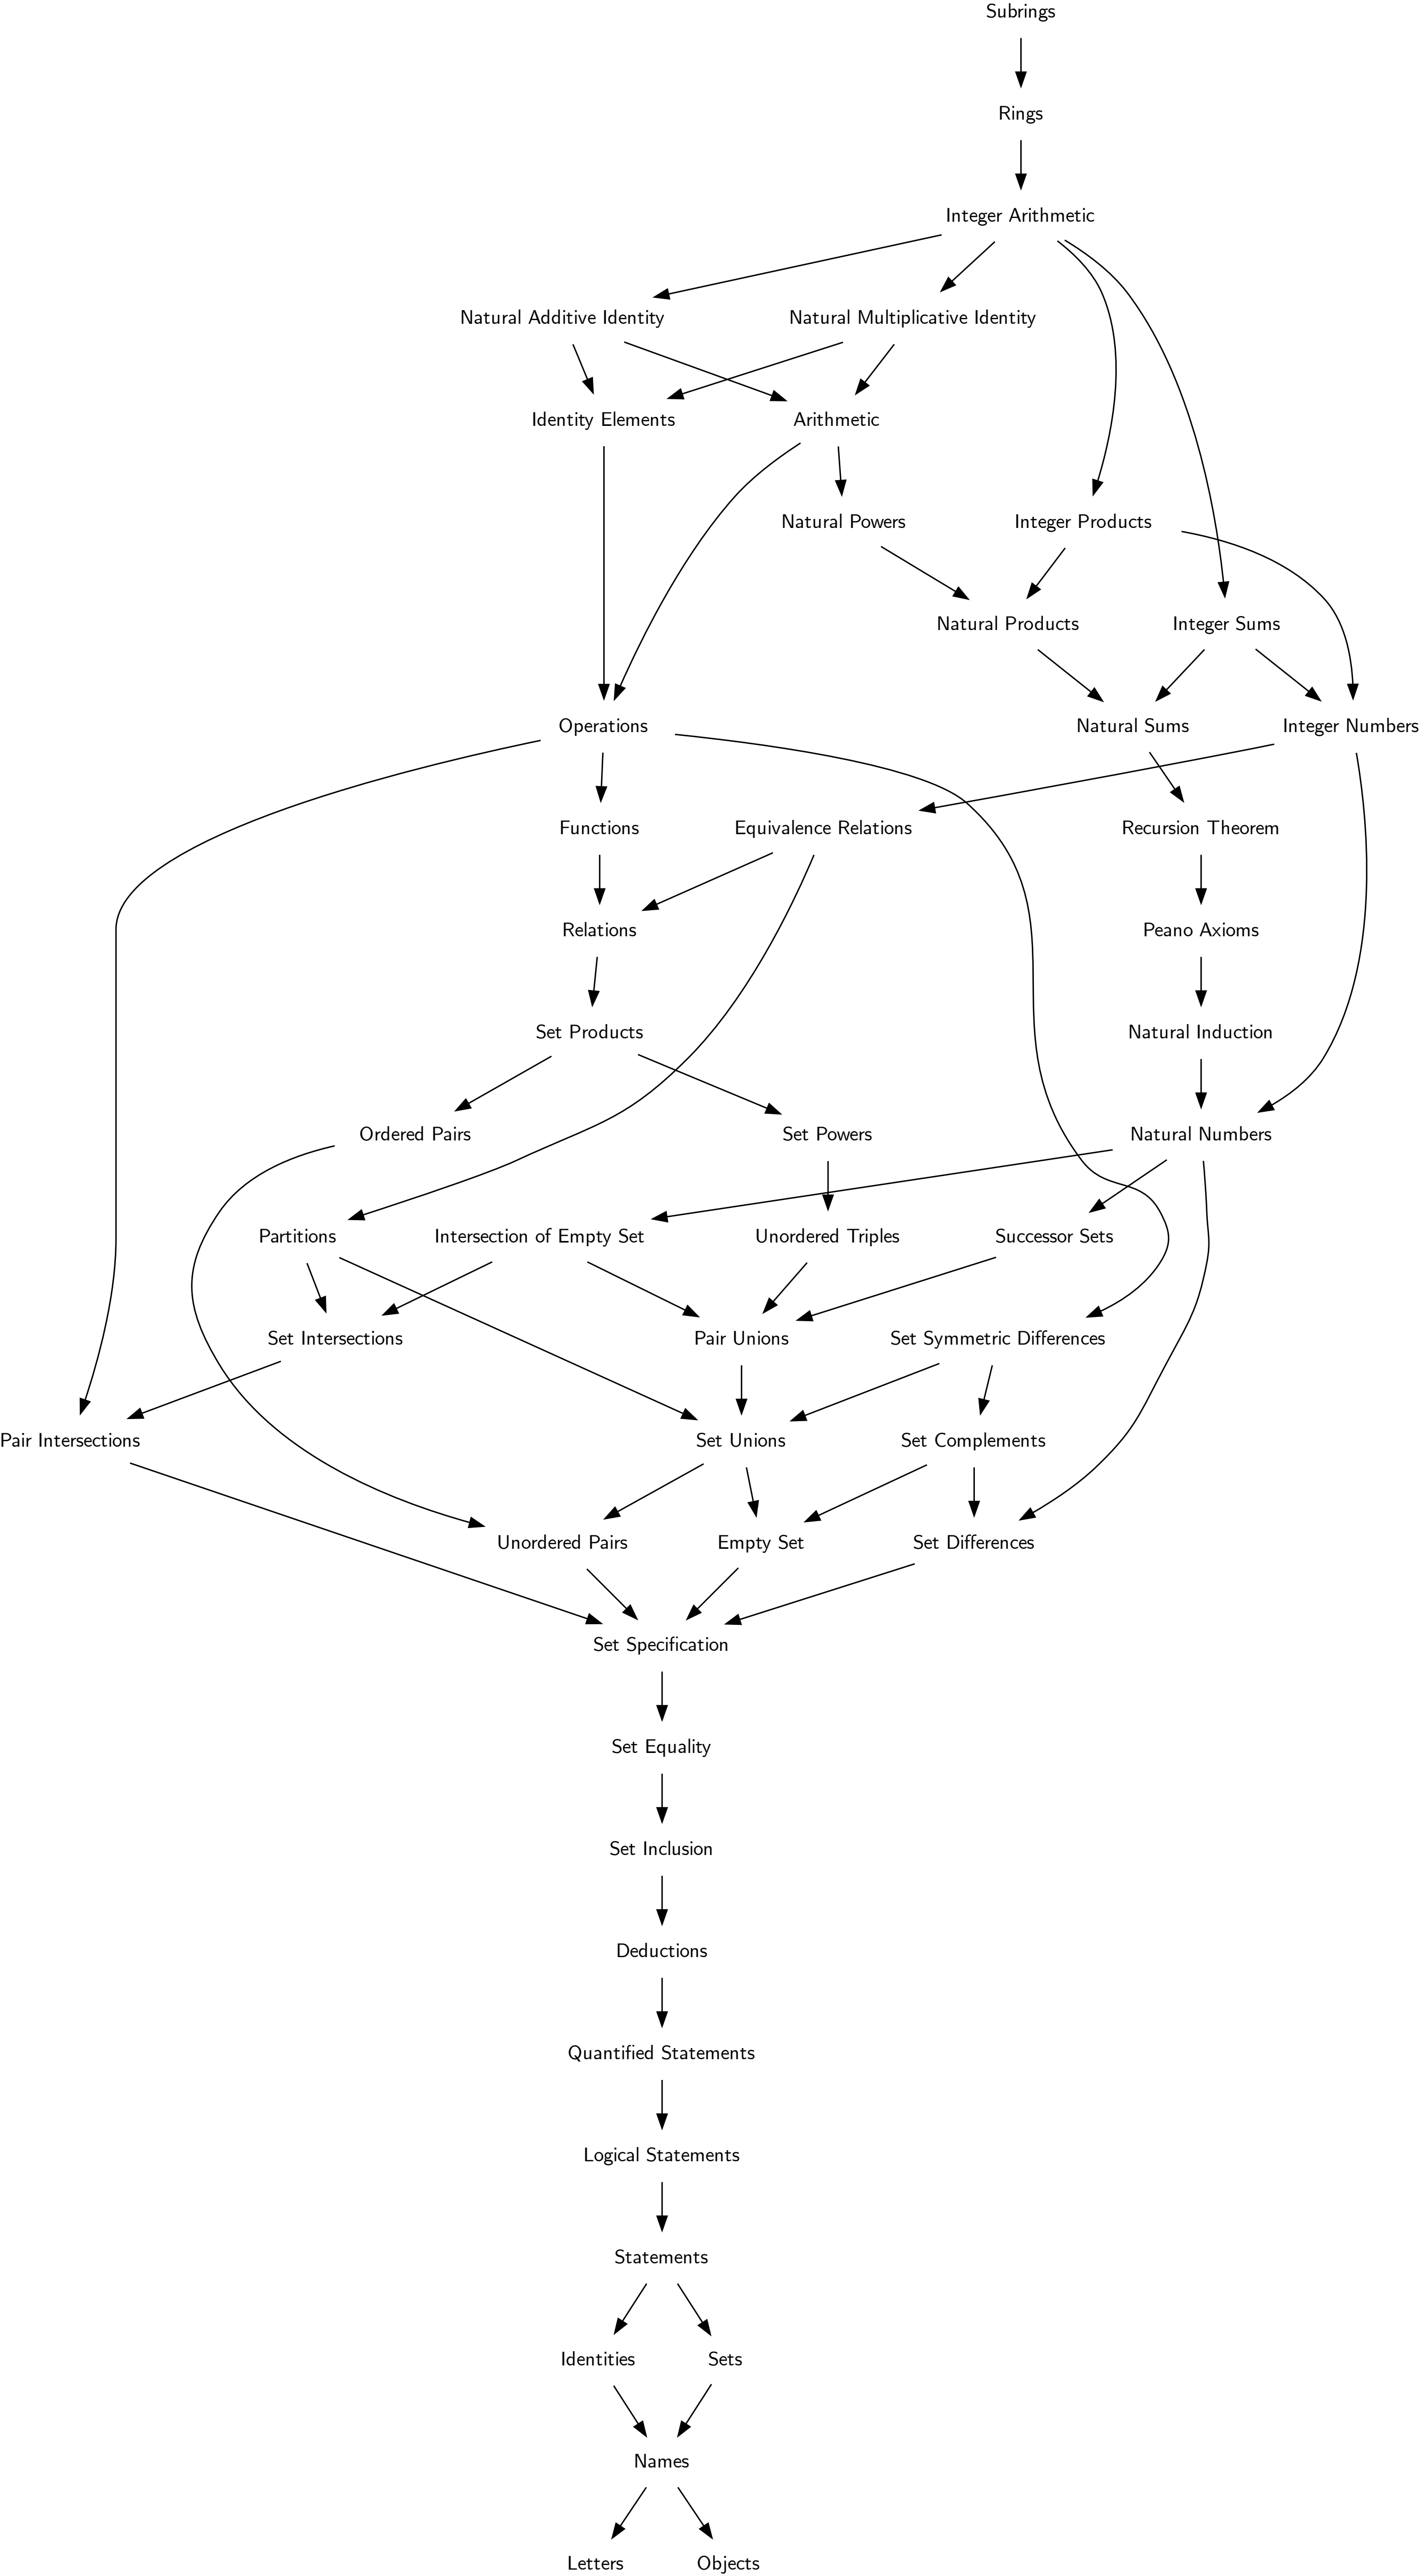 Subrings
Rings
Integer Arithmetic
Natural Additive Identity
Natural Multiplicative Identity
Identity Elements
Arithmetic
Natural Powers
Integer Products
Natural Products
Integer Sums
Operations
Natural Sums
Integer Numbers
Functions
Equivalence Relations
Recursion Theorem
Relations
Peano Axioms
Set Products
Natural Induction
Ordered Pairs
Set Powers
Natural Numbers
Partitions
Intersection of Empty Set
Unordered Triples
Successor Sets
Set Intersections
Pair Unions
Set Symmetric Differences
Pair Intersections
Set Unions
Set Complements
Unordered Pairs
Empty Set
Set Differences
Set Specification
Set Equality
Set Inclusion
Deductions
Quantified Statements
Logical Statements
Statements
Identities
Sets
Names
Letters
Objects